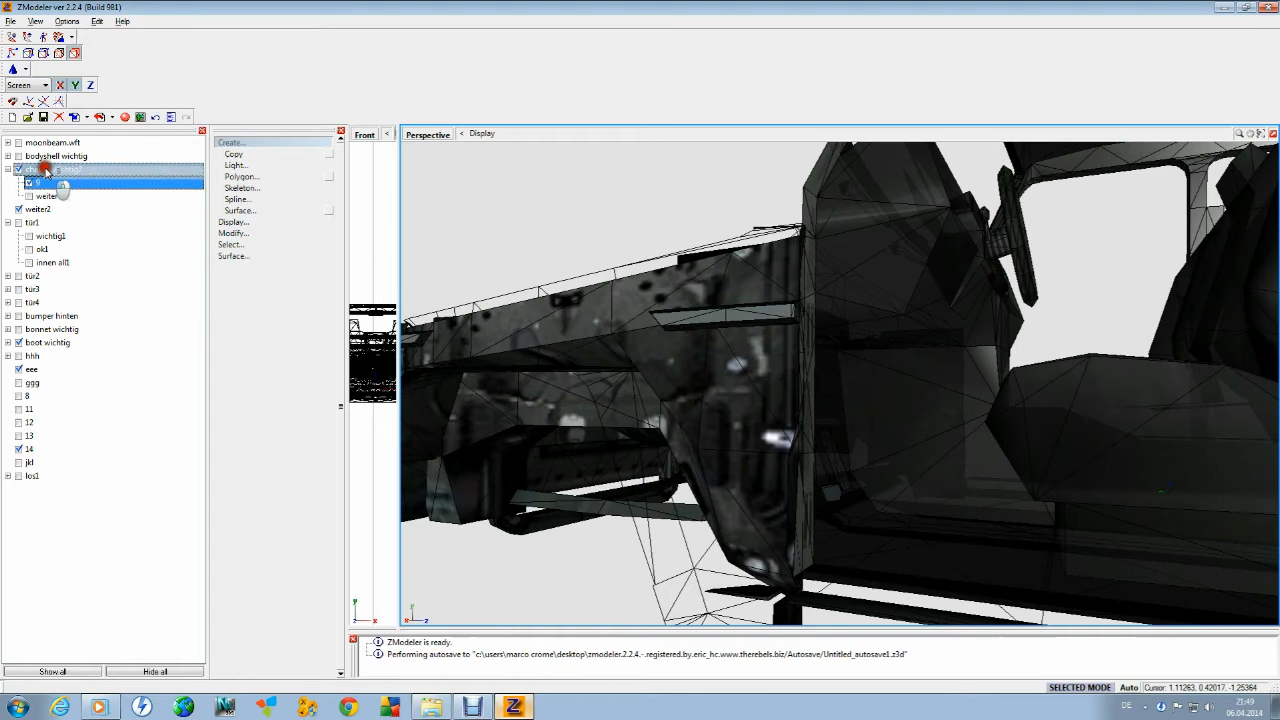 ZModeler ver 2.2.4 (Build 981)
File View Options Edit Help
Screen X Y Z
moonbeam.wft
bodyshell wichtig
9
weiter2
tür1
wichtig1
ok1
innen all1
tür2
tür3
tür4
bumper hinten
bonnet wichtig
boot wichtig
hhh
eee
ggg
8
11
12
13
14
jkl
los1
Show all Hide all
Create...
Copy
Light...
Polygon...
Skeleton...
Spline...
Surface...
Display...
Modify...
Select...
Surface...
Front <
Perspective < Display
y
z x
y
x z
ZModeler is ready.
Performing autosave to "c:\users\marco crome\desktop\zmodeler.2.2.4.-.registered.by.eric_hc.www.therebels.biz/Autosave/Untitled_autosave1.z3d"
SELECTED MODE Auto Cursor: 1.11263, 0.42017, -1.25364
DE 21:49
06.04.2014